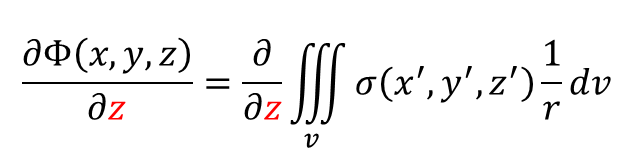 ∂Φ(x, y, z)/∂z = ∂/∂z ∭_v σ(x′, y′, z′) 1/r dv